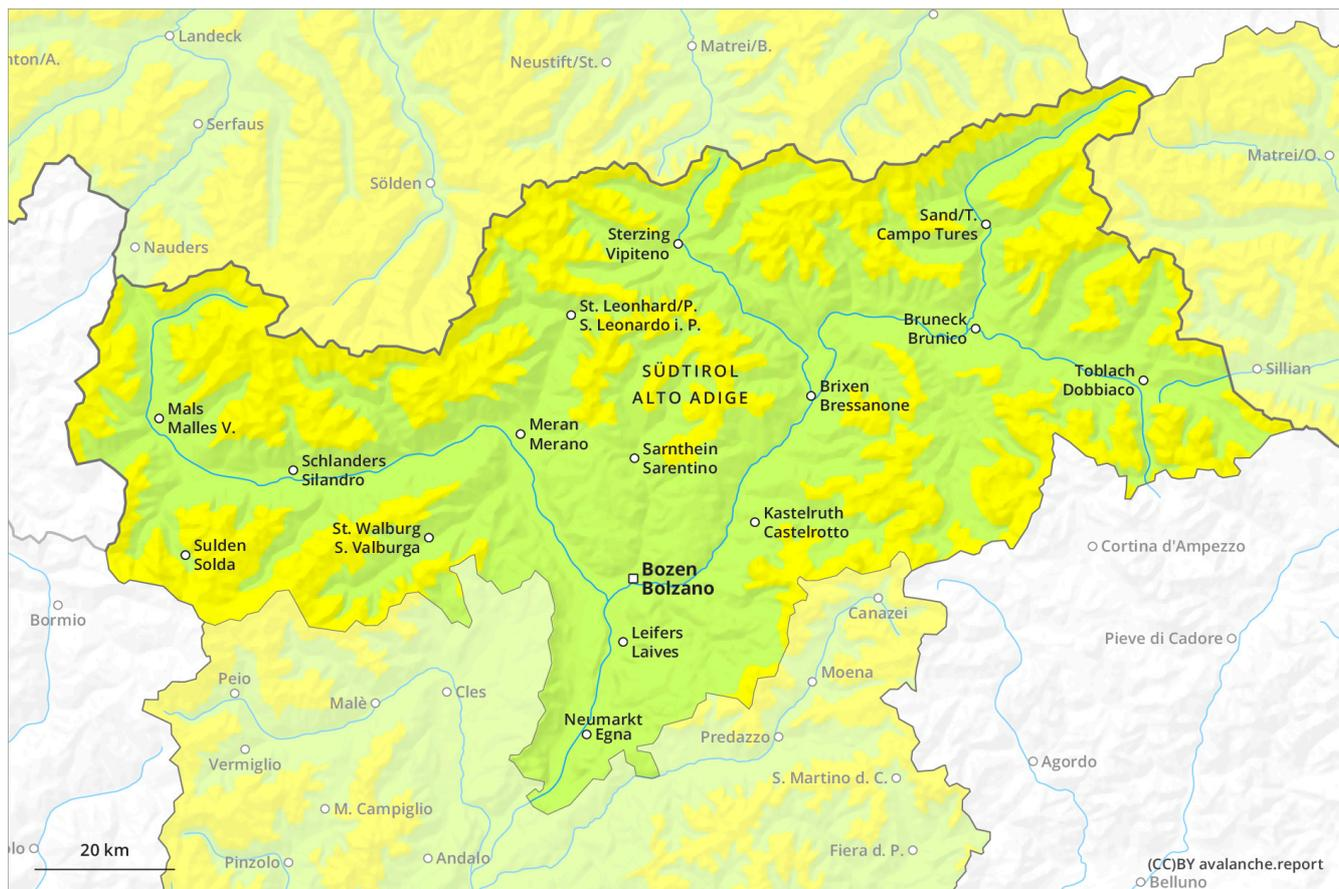 Landeck
Matrei/B.
nton/A.
Neustift/St.
Serfaus
Matrei/O.
Sölden
Sand/T.
Campo Tures
Sterzing
Vipiteno
Nauders
St. Leonhard/P.
S. Leonardo i. P.
Bruneck
Brunico
SÜDTIROL
ALTO ADIGE
Toblach
Dobbiaco
Sillian
Brixen
Bressanone
Mals
Malles V.
Meran
Merano
Sarnthein
Sarentino
Schlanders
Silandro
Kastelruth
Castelrotto
St. Walburg
S. Valburga
Sulden
Solda
Cortina d'Ampezzo
Bozen
Bolzano
Bormio
Canazei
Leifers
Laives
Pieve di Cadore
Peio
Moena
Malè
Cles
Neumarkt
Egna
Predazzo
Vermiglio
Agordo
S. Martino d. C.
M. Campiglio
lo
20 km
Pinzolo
Andalo
Fiera d. P.
(CC)BY avalanche.report
Belluno